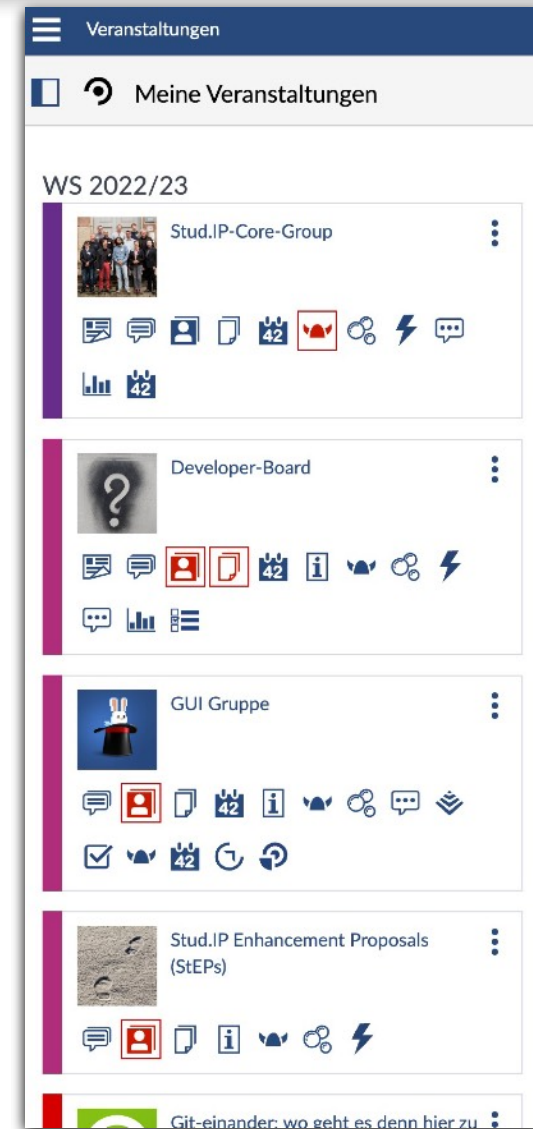 Veranstaltungen
Meine Veranstaltungen
WS 2022/23
Stud.IP-Core-Group
42
42
Developer-Board
?
42
i
GUI Gruppe
42
i
42
Stud.IP Enhancement Proposals
(StEPs)
i
Git-einander: wo geht es denn hier zu